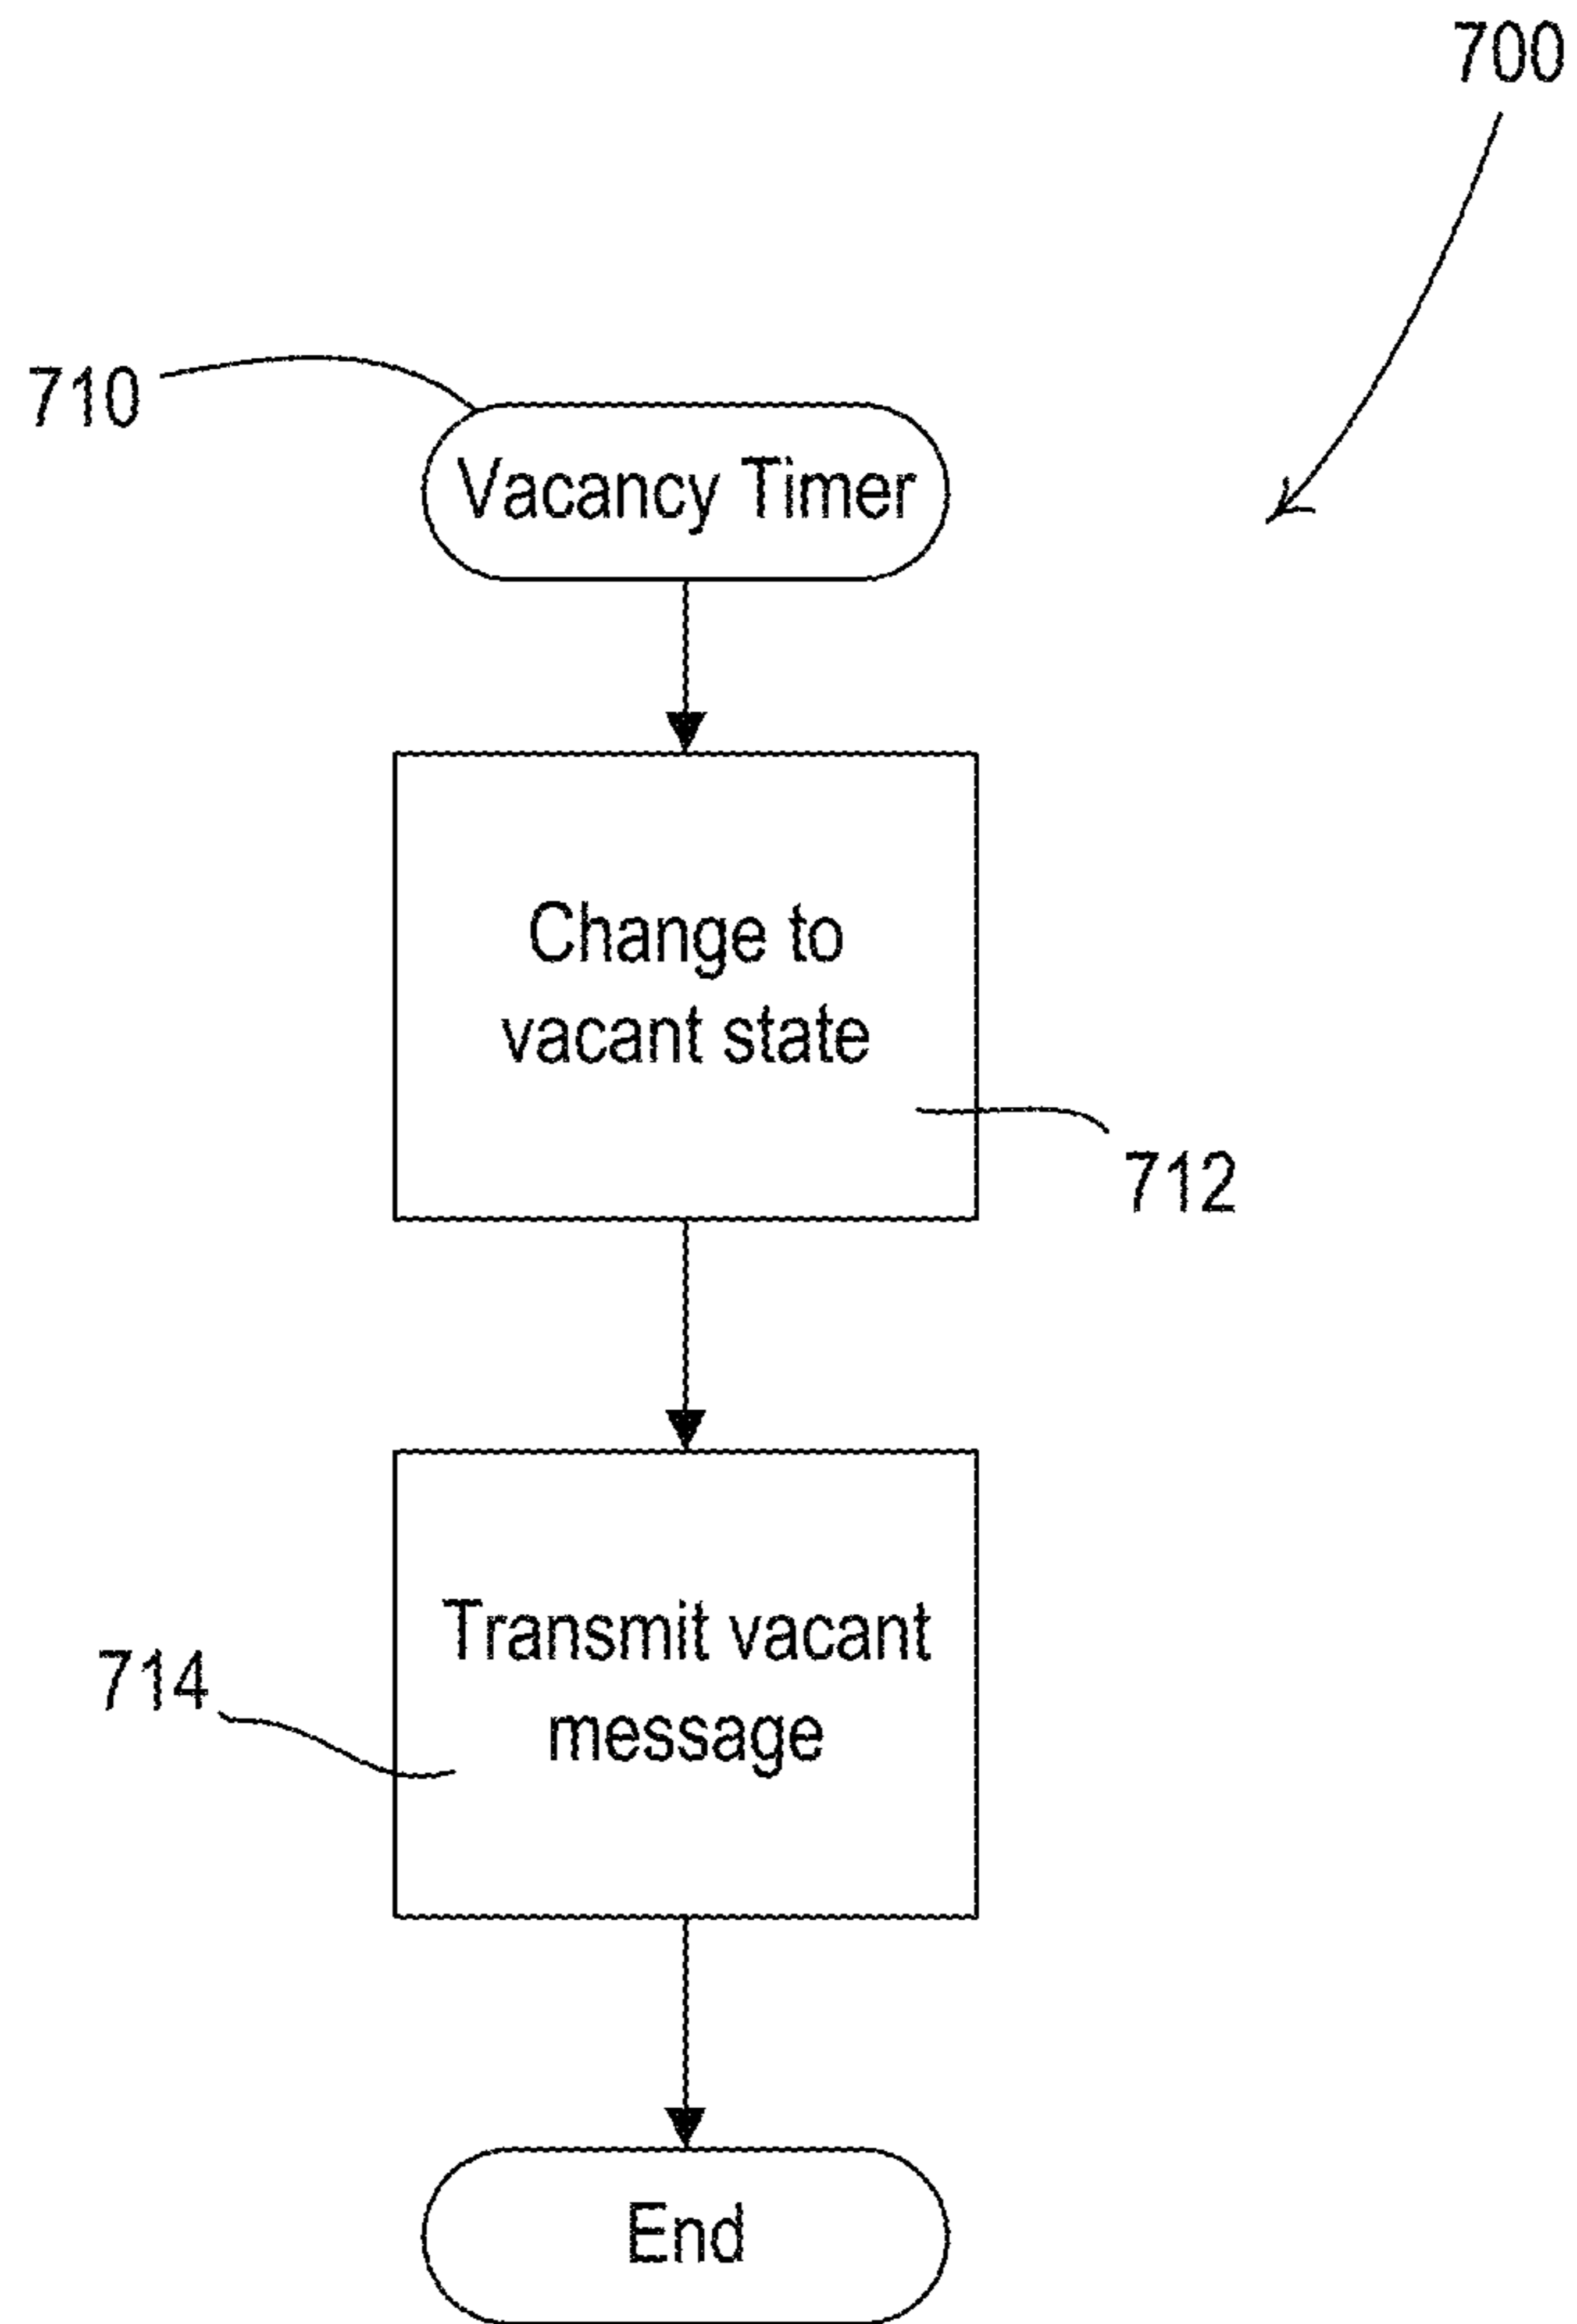 700
710
Vacancy Timer
Change to
vacant state
712
Transmit vacant
714
message
End